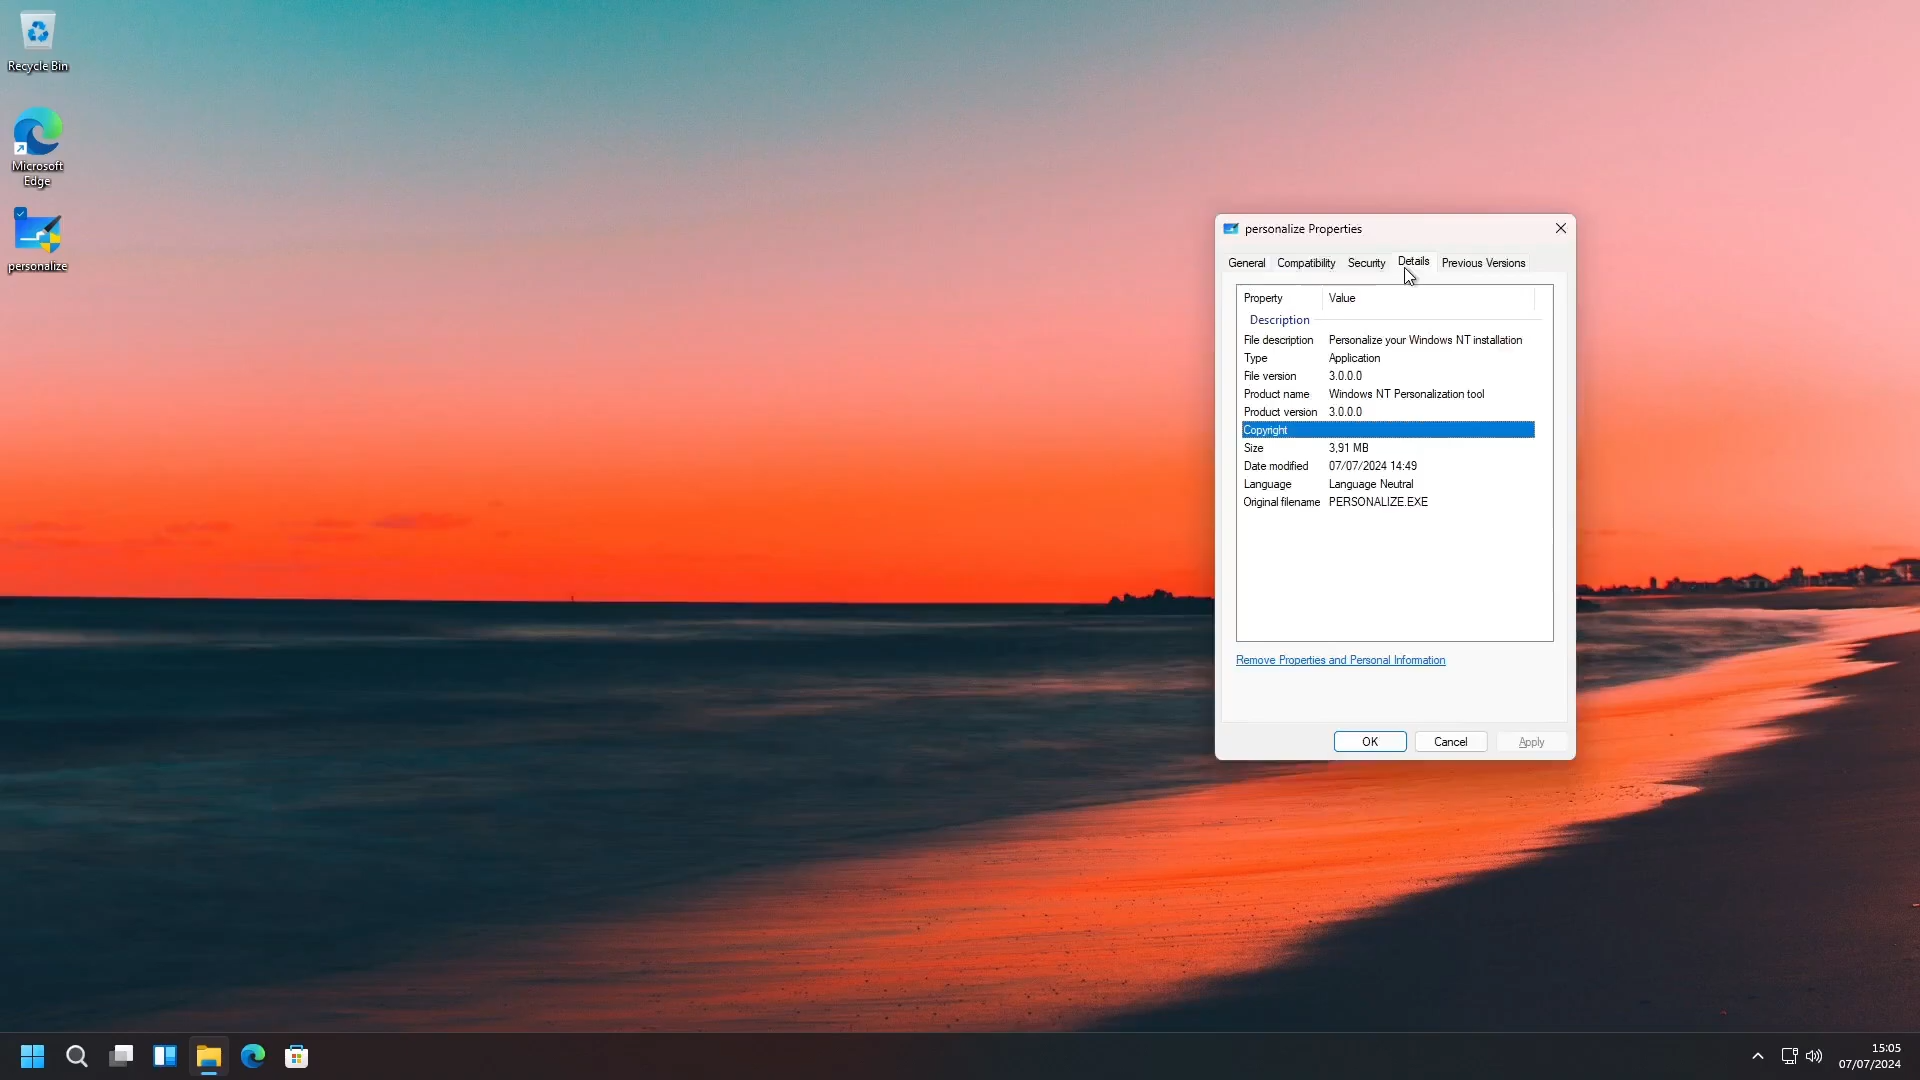 Recycle Bin
Microsoft
Edge
personalize
personalize Properties
General Compatibility Security Details Previous Versions
Property Value
Description
File description Personalize your Windows NT installation
Type Application
File version 3.0.0.0
Product name Windows NT Personalization tool
Product version 3.0.0.0
Copyright
Size 3,91 MB
Date modified 07/07/2024 14:49
Language Language Neutral
Original filename PERSONALIZE.EXE
Remove Properties and Personal Information
OK Cancel Apply
15:05
07/07/2024